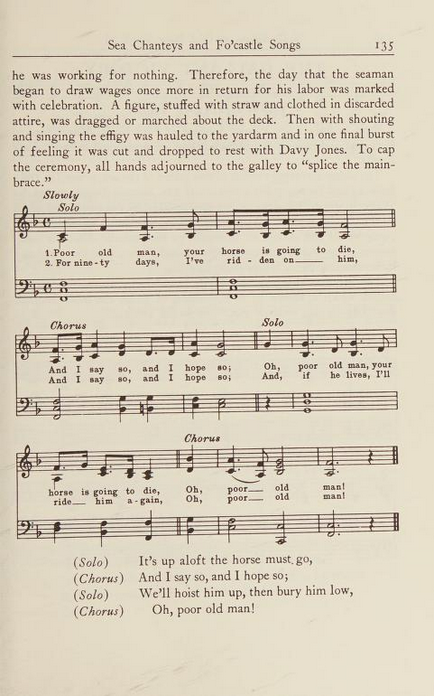 Sea Chanteys and Fo'castle Songs 135
he was working for nothing. Therefore, the day that the seaman
began to draw wages once more in return for his labor was marked
with celebration. A figure, stuffed with straw and clothed in discarded
attire, was dragged or marched about the deck. Then with shouting
and singing the effigy was hauled to the yardarm and in one final burst
of feeling it was cut and dropped to rest with Davy Jones. To cap
the ceremony, all hands adjourned to the galley to "splice the main-
brace."
Slowly
Solo
1. Poor old man, your horse is going to die,
2. For nine-ty days, I've rid - den on him,
Chorus Solo
And I say so, and I hope so; Oh, poor old man, your
And I say so, and I hope so; And, if he lives, I'll
Chorus
horse is going to die, Oh, poor old man!
ride him a-gain, Oh, poor old man!
(Solo) It's up aloft the horse must go,
(Chorus) And I say so, and I hope so;
(Solo) We'll hoist him up, then bury him low,
(Chorus) Oh, poor old man!